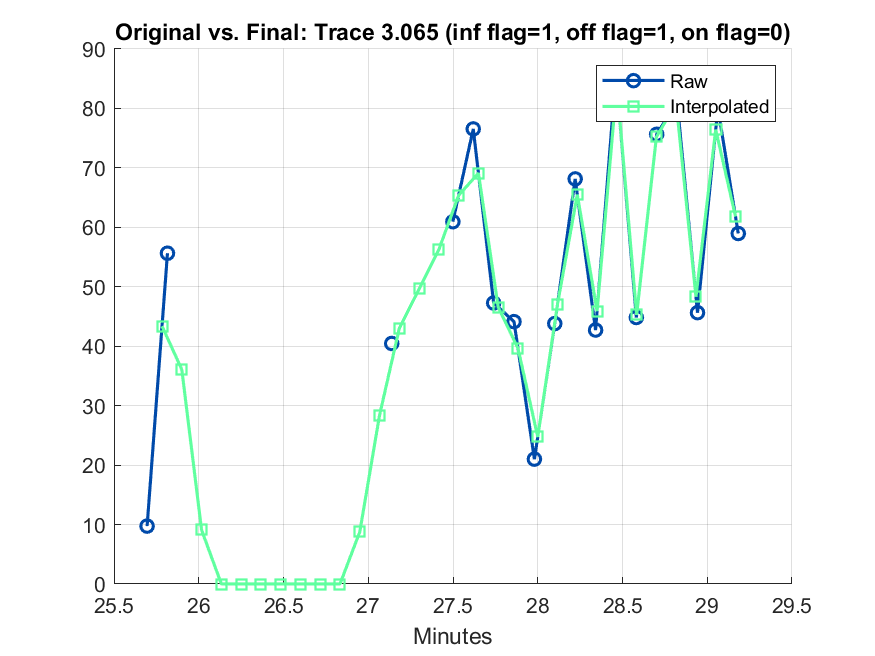 Original vs. Final: Trace 3.065 (inf flag=1, off flag=1, on flag=0)
90
80
70
60
50
40
30
20
10
0
Raw
Interpolated
25.5 26 26.5 27 27.5 28 28.5 29 29.5
Minutes